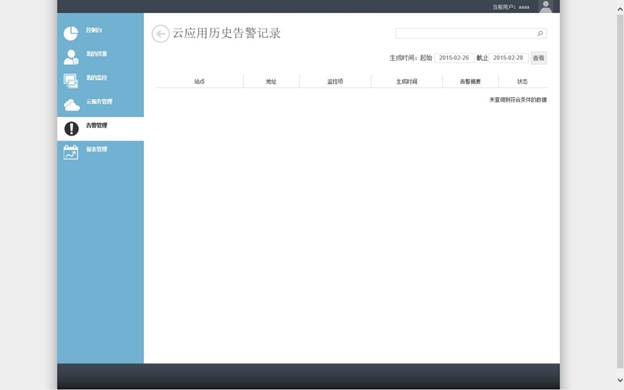 当前用户: aaaa
控制台
我的资源
我的监控
云服务管理
告警管理
报表管理
云应用历史告警记录
生成时间: 起始 2015-02-26 截止 2015-02-28 查看
站点 地址 监控项 生成时间 告警摘要 状态
未查询到符合条件的数据